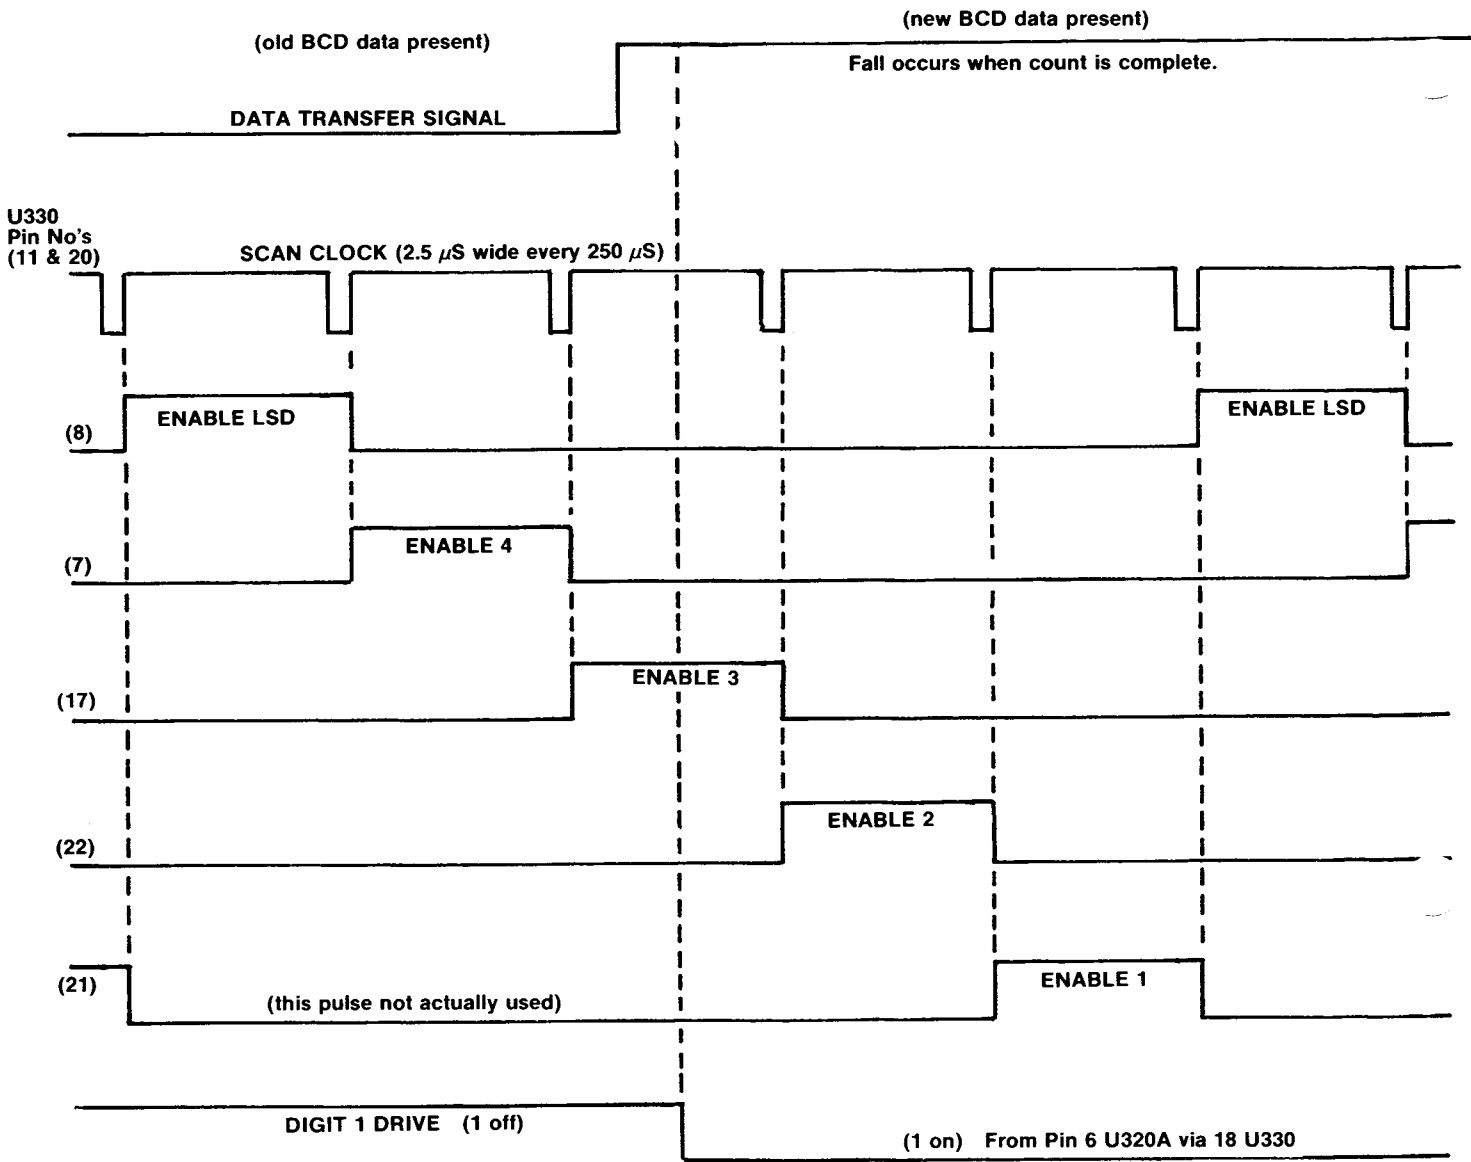 (new BCD data present)
(old BCD data present)
Fall occurs when count is complete.
DATA TRANSFER SIGNAL
U330
Pin No's
(11 & 20)
SCAN CLOCK (2.5 µS wide every 250 µS)
ENABLE LSD
ENABLE LSD
(8)
ENABLE 4
(7)
ENABLE 3
(17)
ENABLE 2
(22)
ENABLE 1
(21)
(this pulse not actually used)
DIGIT 1 DRIVE (1 off)
(1 on) From Pin 6 U320A via 18 U330